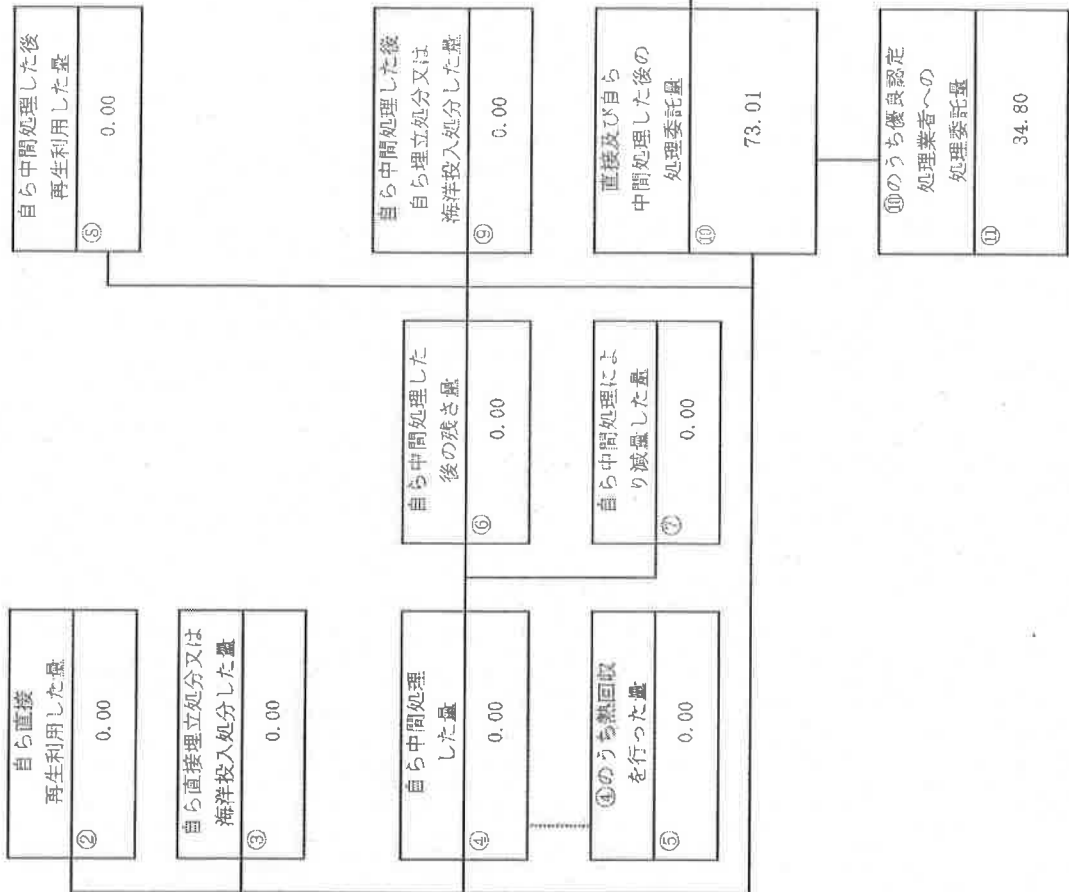 自ら直接
再生利用した量
②
0.00
自ら直接埋立処分又は
海洋投入処分した量
③
0.00
自ら中間処理
した量
④
0.00
④のうち熱回収
を行った量
⑤
0.00
自ら中間処理した
後の残さ量
⑥
0.00
自ら中間処理によ
り減量した量
⑦
0.00
自ら中間処理した後
再生利用した量
⑧
0.00
自ら中間処理した後
自ら埋立処分又は
海洋投入処分した量
⑨
0.00
直接及び自ら
中間処理した後の
処理委託量
⑩
73.01
⑩のうち優良認定
処理業者への
処理委託量
⑪
34.80